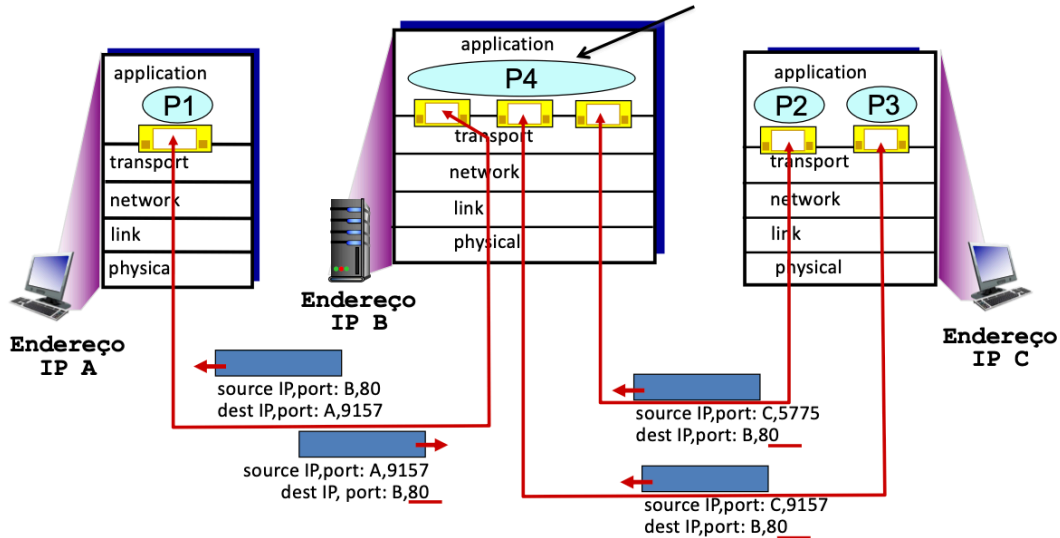 application
P1
transport
network
link
physical
Endereço
IP A
application
P4
transport
network
link
physical
Endereço
IP B
application
P2
P3
transport
network
link
physical
Endereço
IP C
source IP,port: B,80
dest IP,port: A,9157
source IP,port: A,9157
dest IP, port: B,80
source IP,port: C,5775
dest IP,port: B,80
source IP,port: C,9157
dest IP,port: B,80